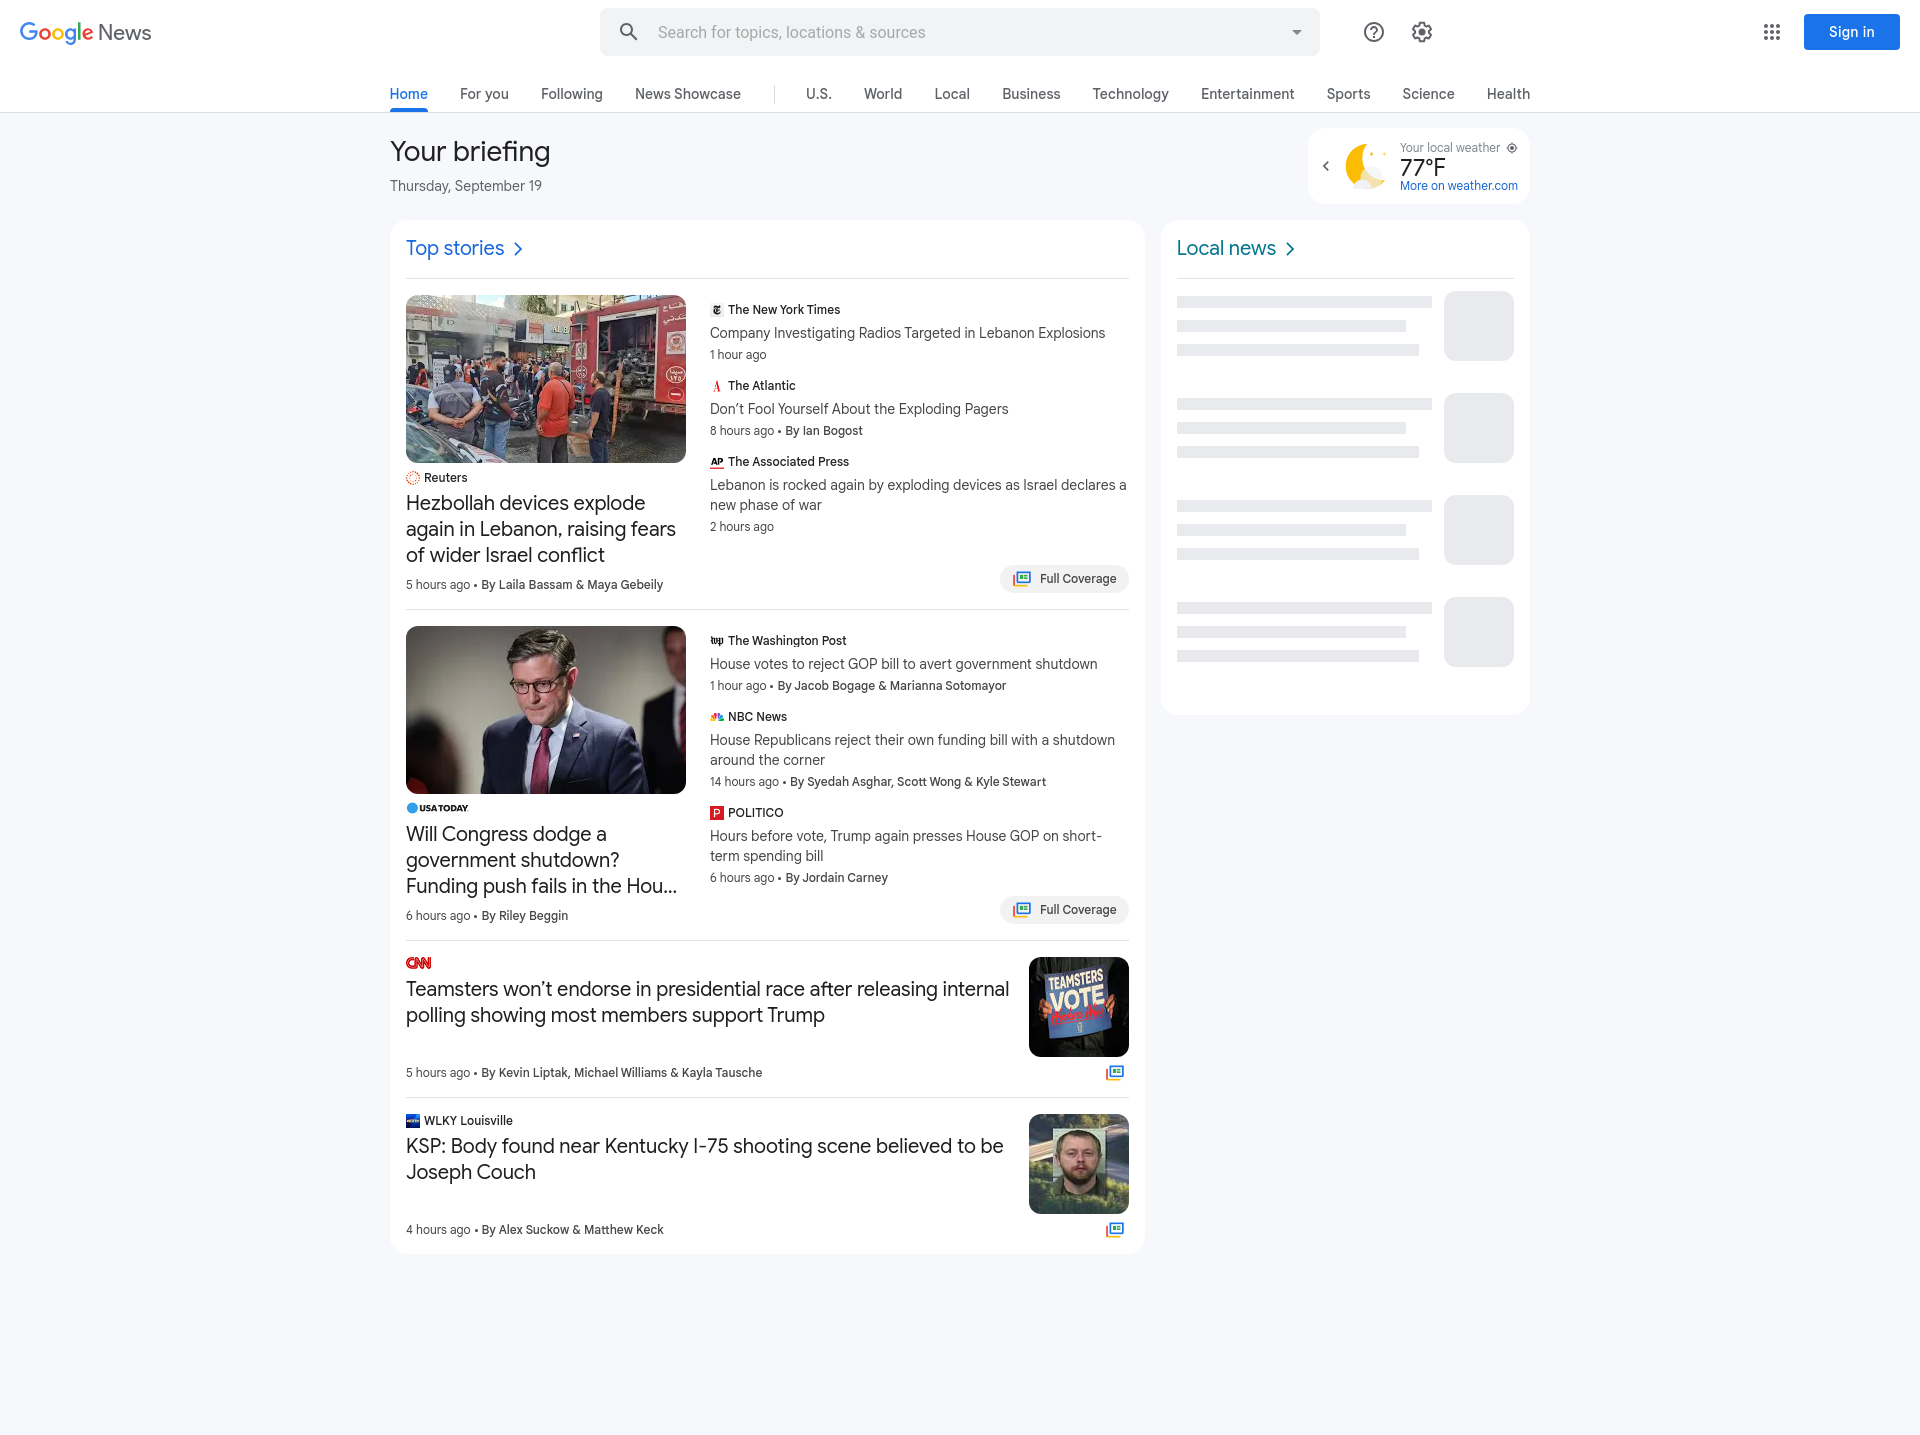 Google News
Search for topics, locations & sources
Sign in
Home
For you
Following
News Showcase
U.S.
World
Local
Business
Technology
Entertainment
Sports
Science
Health
Your briefing
Thursday, September 19
Your local weather
77°F
More on weather.com
Top stories
Reuters
Hezbollah devices explode
again in Lebanon, raising fears
of wider Israel conflict
5 hours ago • By Laila Bassam & Maya Gebeily
The New York Times
Company Investigating Radios Targeted in Lebanon Explosions
1 hour ago
The Atlantic
Don’t Fool Yourself About the Exploding Pagers
8 hours ago • By Ian Bogost
AP The Associated Press
Lebanon is rocked again by exploding devices as Israel declares a
new phase of war
2 hours ago
Full Coverage
USA TODAY
Will Congress dodge a
government shutdown?
Funding push fails in the Hou...
6 hours ago • By Riley Beggin
wp The Washington Post
House votes to reject GOP bill to avert government shutdown
1 hour ago • By Jacob Bogage & Marianna Sotomayor
NBC News
House Republicans reject their own funding bill with a shutdown
around the corner
14 hours ago • By Syedah Asghar, Scott Wong & Kyle Stewart
P POLITICO
Hours before vote, Trump again presses House GOP on short-
term spending bill
6 hours ago • By Jordain Carney
Full Coverage
CNN
Teamsters won’t endorse in presidential race after releasing internal
polling showing most members support Trump
5 hours ago • By Kevin Liptak, Michael Williams & Kayla Tausche
TEAMSTERS
VOTE
WLKY Louisville
KSP: Body found near Kentucky I-75 shooting scene believed to be
Joseph Couch
4 hours ago • By Alex Suckow & Matthew Keck
Local news